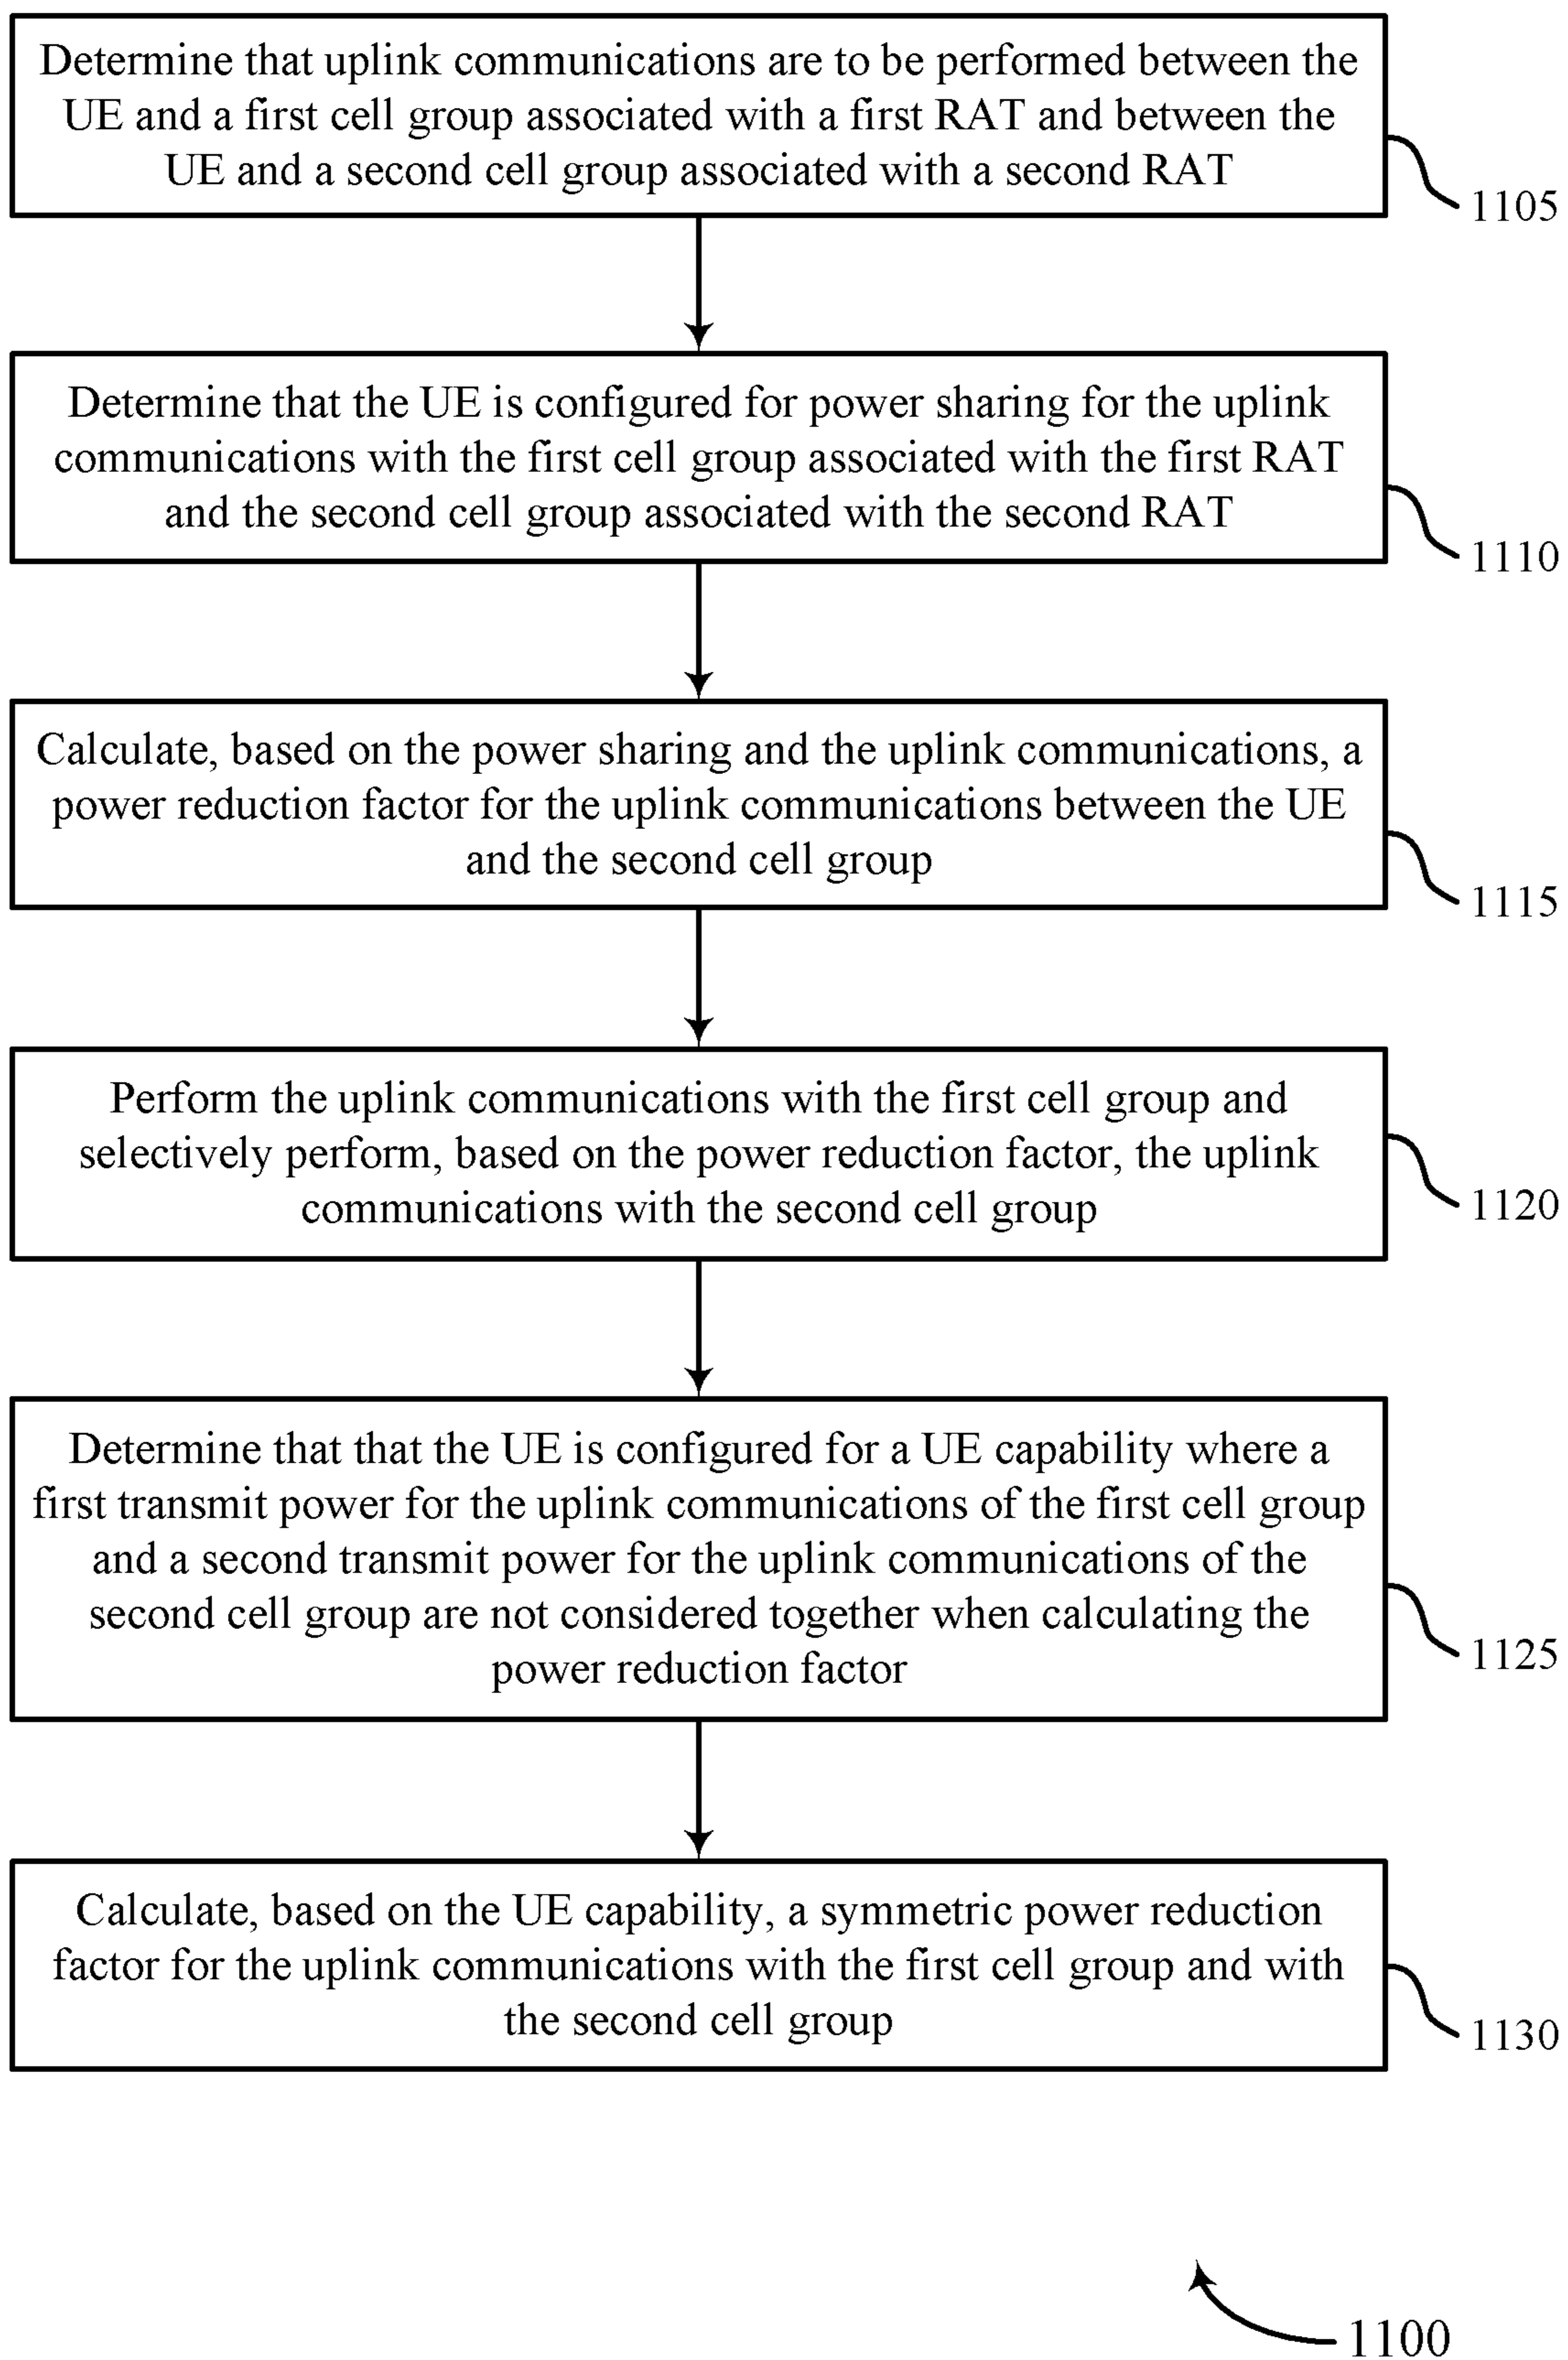 Determine that uplink communications are to be performed between the
UE and a first cell group associated with a first RAT and between the
UE and a second cell group associated with a second RAT
1105
Determine that the UE is configured for power sharing for the uplink
communications with the first cell group associated with the first RAT
and the second cell group associated with the second RAT
1110
Calculate, based on the power sharing and the uplink communications, a
power reduction factor for the uplink communications between the UE
and the second cell group
1115
Perform the uplink communications with the first cell group and
selectively perform, based on the power reduction factor, the uplink
communications with the second cell group
1120
Determine that that the UE is configured for a UE capability where a
first transmit power for the uplink communications of the first cell group
and a second transmit power for the uplink communications of the
second cell group are not considered together when calculating the
power reduction factor
1125
Calculate, based on the UE capability, a symmetric power reduction
factor for the uplink communications with the first cell group and with
the second cell group
1130
1100